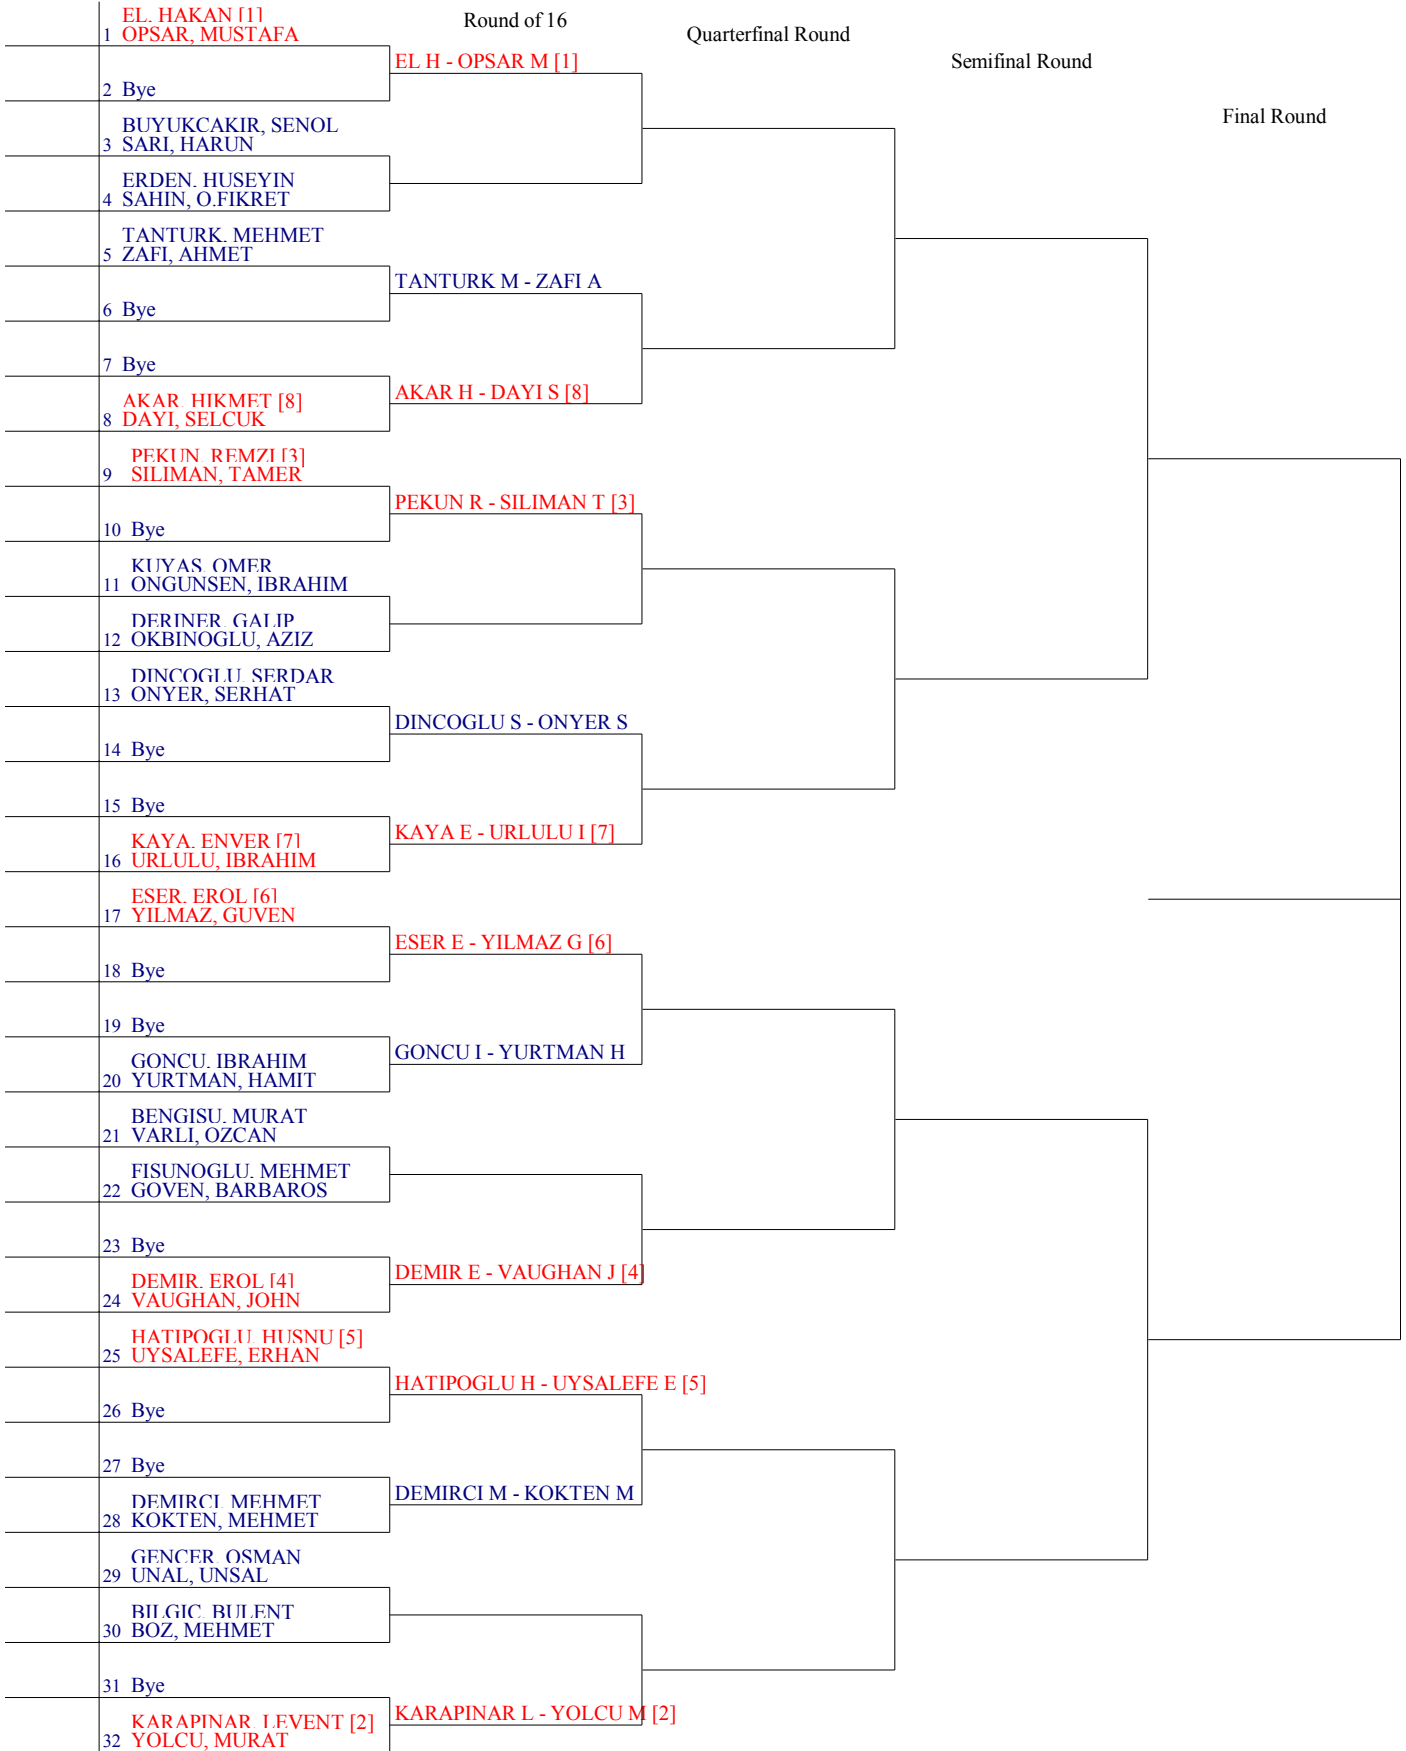 EL, HAKAN [1]
1 OPSAR, MUSTAFA
2 Bye
BUYUKCAKIR, SENOL
3 SARI, HARUN
ERDEN, HUSEYIN
4 SAHIN, O.FIKRET
TANTURK, MEHMET
5 ZAFI, AHMET
6 Bye
7 Bye
AKAR, HIKMET [8]
8 DAYI, SELCUK
PEKUN, REMZI [3]
9 SILIMAN, TAMER
10 Bye
KUYAS, OMER
11 ONGUNSEN, IBRAHIM
DERINER, GALIP
12 OKBINOGLU, AZIZ
DINCOGLU, SERDAR
13 ONYER, SERHAT
14 Bye
15 Bye
KAYA, ENVER [7]
16 URLULU, IBRAHIM
ESER, EROL [6]
17 YILMAZ, GUVEN
18 Bye
19 Bye
GONCU, IBRAHIM
20 YURTMAN, HAMIT
BENGISU, MURAT
21 VARLI, OZCAN
FISUNOGLU, MEHMET
22 GOVEN, BARBAROS
23 Bye
DEMIR, EROL [4]
24 VAUGHAN, JOHN
HATIPOGLU, HUSNU [5]
25 UYSALEFE, ERHAN
26 Bye
27 Bye
DEMIRCI, MEHMET
28 KOKTEN, MEHMET
GENCER, OSMAN
29 UNAL, UNSAL
BILGIC, BULENT
30 BOZ, MEHMET
31 Bye
KARAPINAR, LEVENT [2]
32 YOLCU, MURAT
Round of 16
EL H - OPSAR M [1]
TANTURK M - ZAFI A
AKAR H - DAYI S [8]
PEKUN R - SILIMAN T [3]
DINCOGLU S - ONYER S
KAYA E - URLULU I [7]
ESER E - YILMAZ G [6]
GONCU I - YURTMAN H
DEMIR E - VAUGHAN J [4]
HATIPOGLU H - UYSALEFE E [5]
DEMIRCI M - KOKTEN M
KARAPINAR L - YOLCU M [2]
Quarterfinal Round
Semifinal Round
Final Round